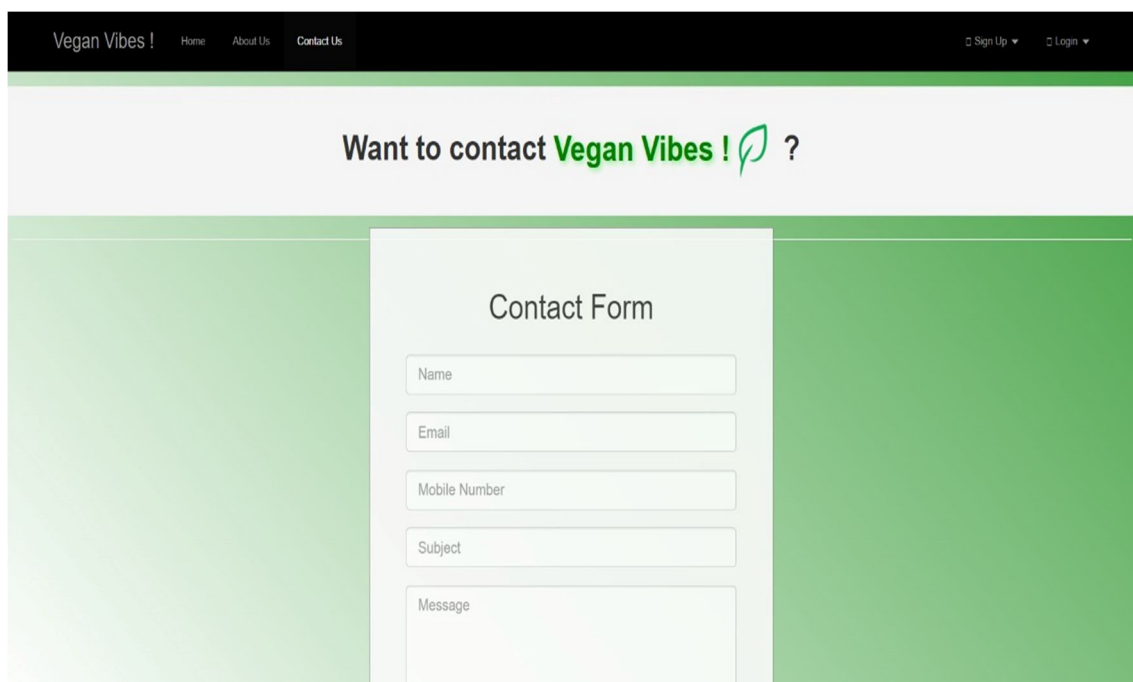 Vegan Vibes ! Home About Us Contact Us Sign Up Login
Want to contact Vegan Vibes ! ?
Contact Form
Name
Email
Mobile Number
Subject
Message